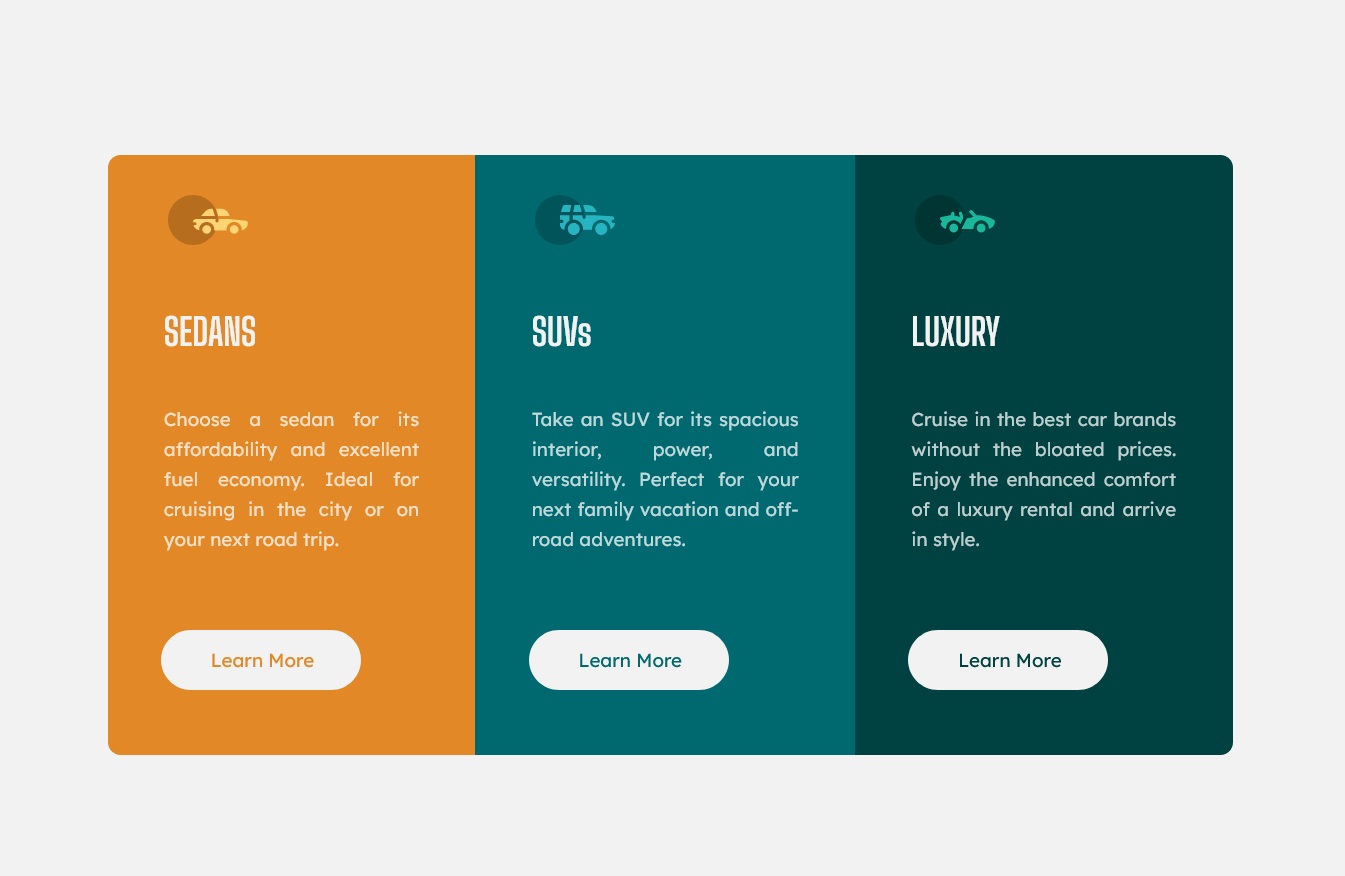 SEDANS
Choose a sedan for its
affordability and excellent
fuel economy. Ideal for
cruising in the city or on
your next road trip.
Learn More
SUVs
Take an SUV for its spacious
interior, power, and
versatility. Perfect for your
next family vacation and off-
road adventures.
Learn More
LUXURY
Cruise in the best car brands
without the bloated prices.
Enjoy the enhanced comfort
of a luxury rental and arrive
in style.
Learn More